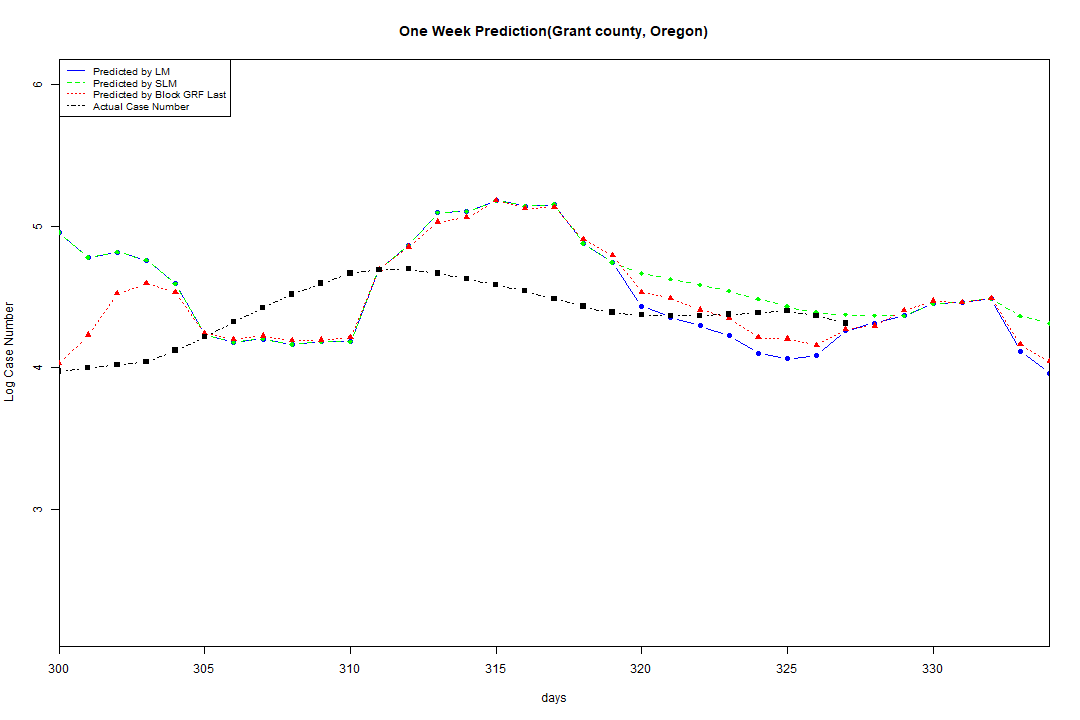 One Week Prediction(Grant county, Oregon)
Predicted by LM
Predicted by SLM
Predicted by Block GRF Last
Actual Case Number
6
5
4
3
Log Case Number
300 305 310 315 320 325 330
days